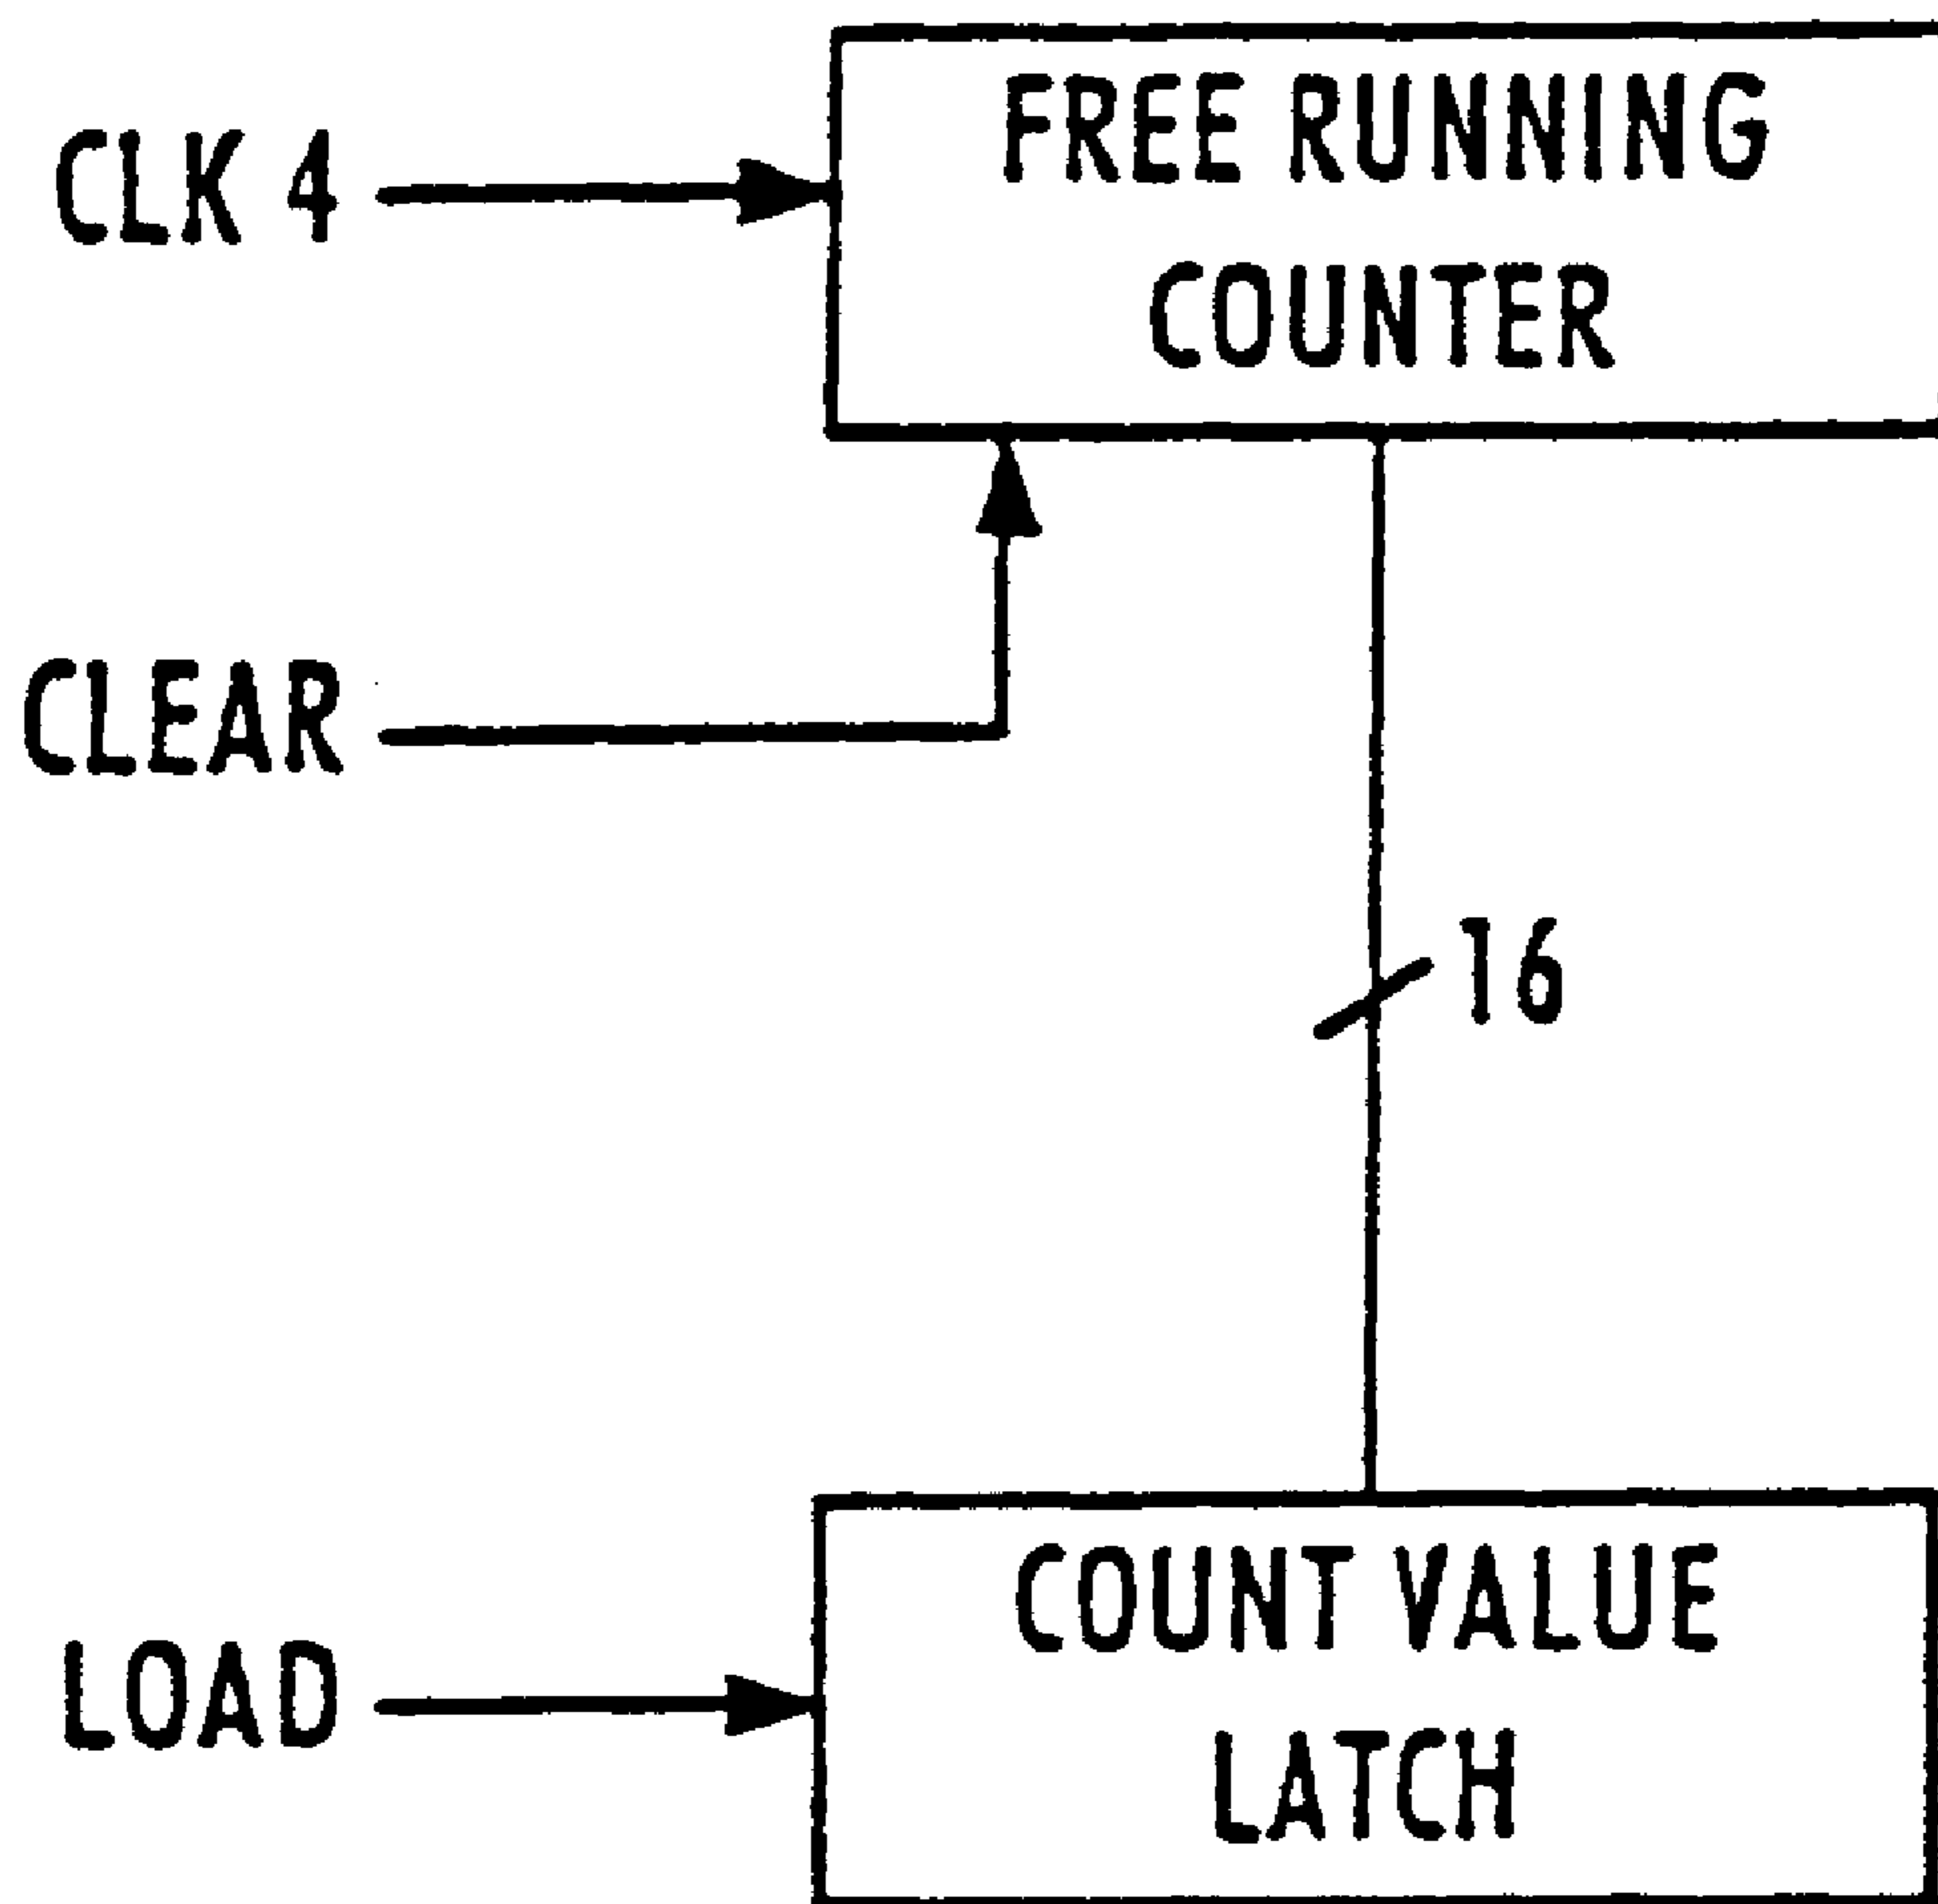 CLK 4
FREE RUNNING
COUNTER
CLEAR
16
COUNT VALUE
LATCH
LOAD